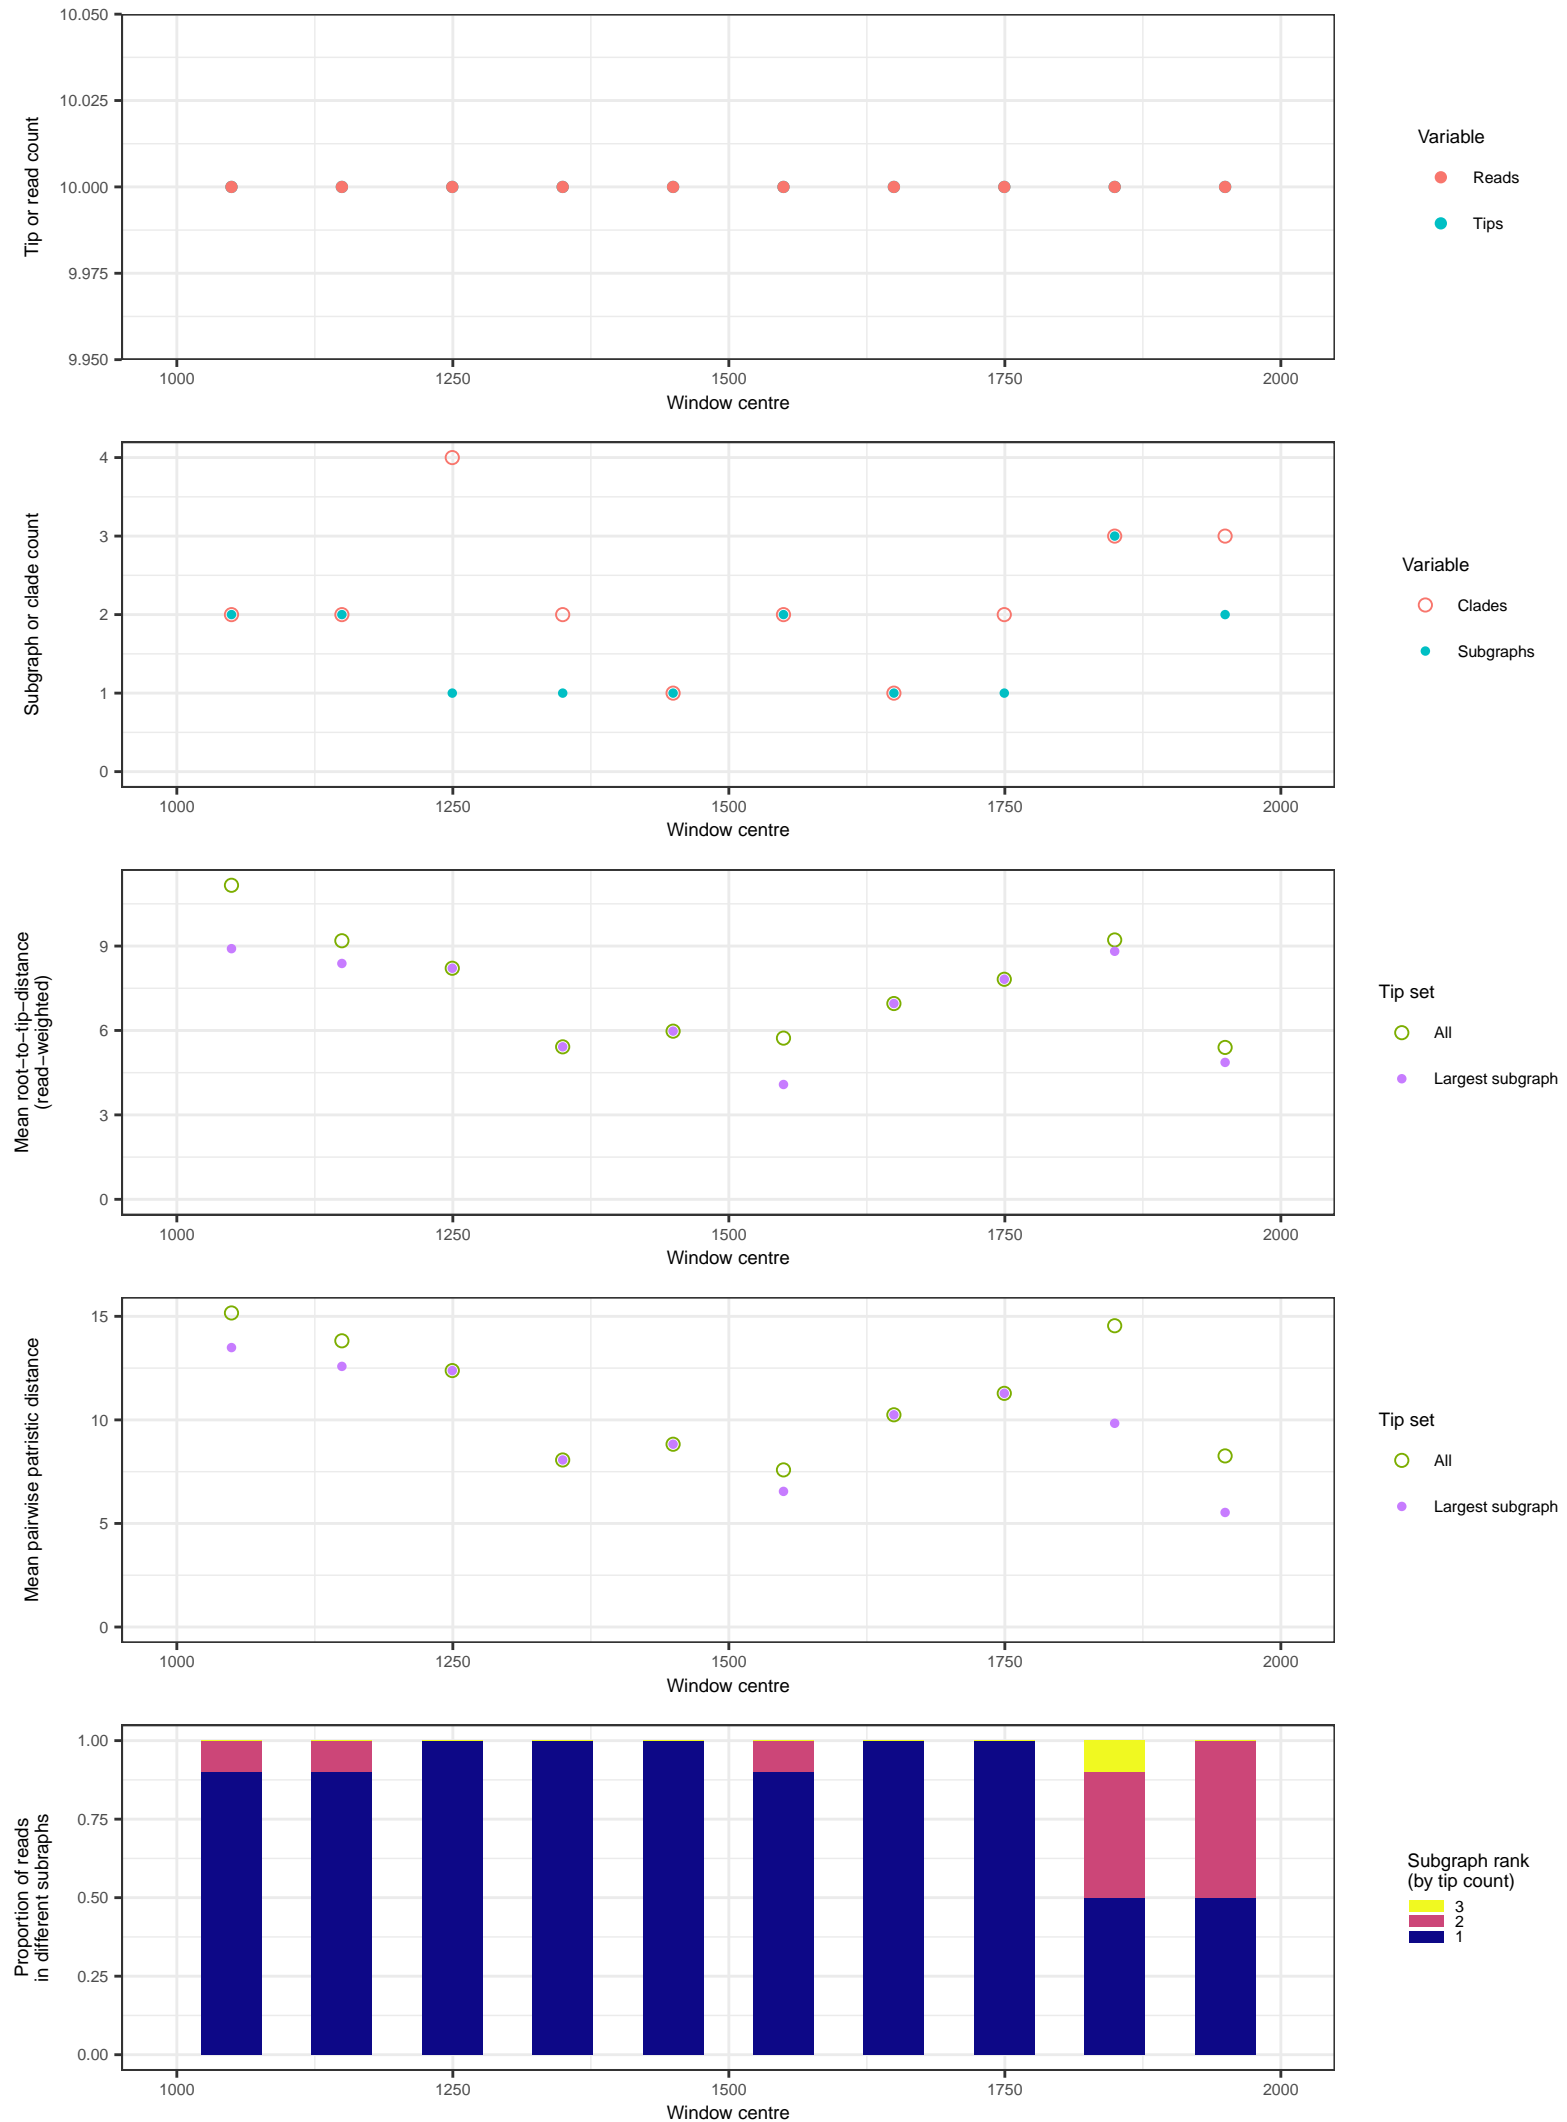 10.050
10.025
10.000
9.975
9.950
Tip or read count
1000 1250 1500 1750 2000
Window centre
Variable
Reads
Tips
4
3
2
1
0
Subgraph or clade count
1000 1250 1500 1750 2000
Window centre
Variable
Clades
Subgraphs
9
6
3
0
Mean root−to−tip−distance
(read−weighted)
1000 1250 1500 1750 2000
Window centre
Tip set
All
Largest subgraph
15
10
5
0
Mean pairwise patristic distance
1000 1250 1500 1750 2000
Window centre
Tip set
All
Largest subgraph
1.00
0.75
0.50
0.25
0.00
Proportion of reads
in different subraphs
1000 1250 1500 1750 2000
Window centre
Subgraph rank
(by tip count)
3
2
1